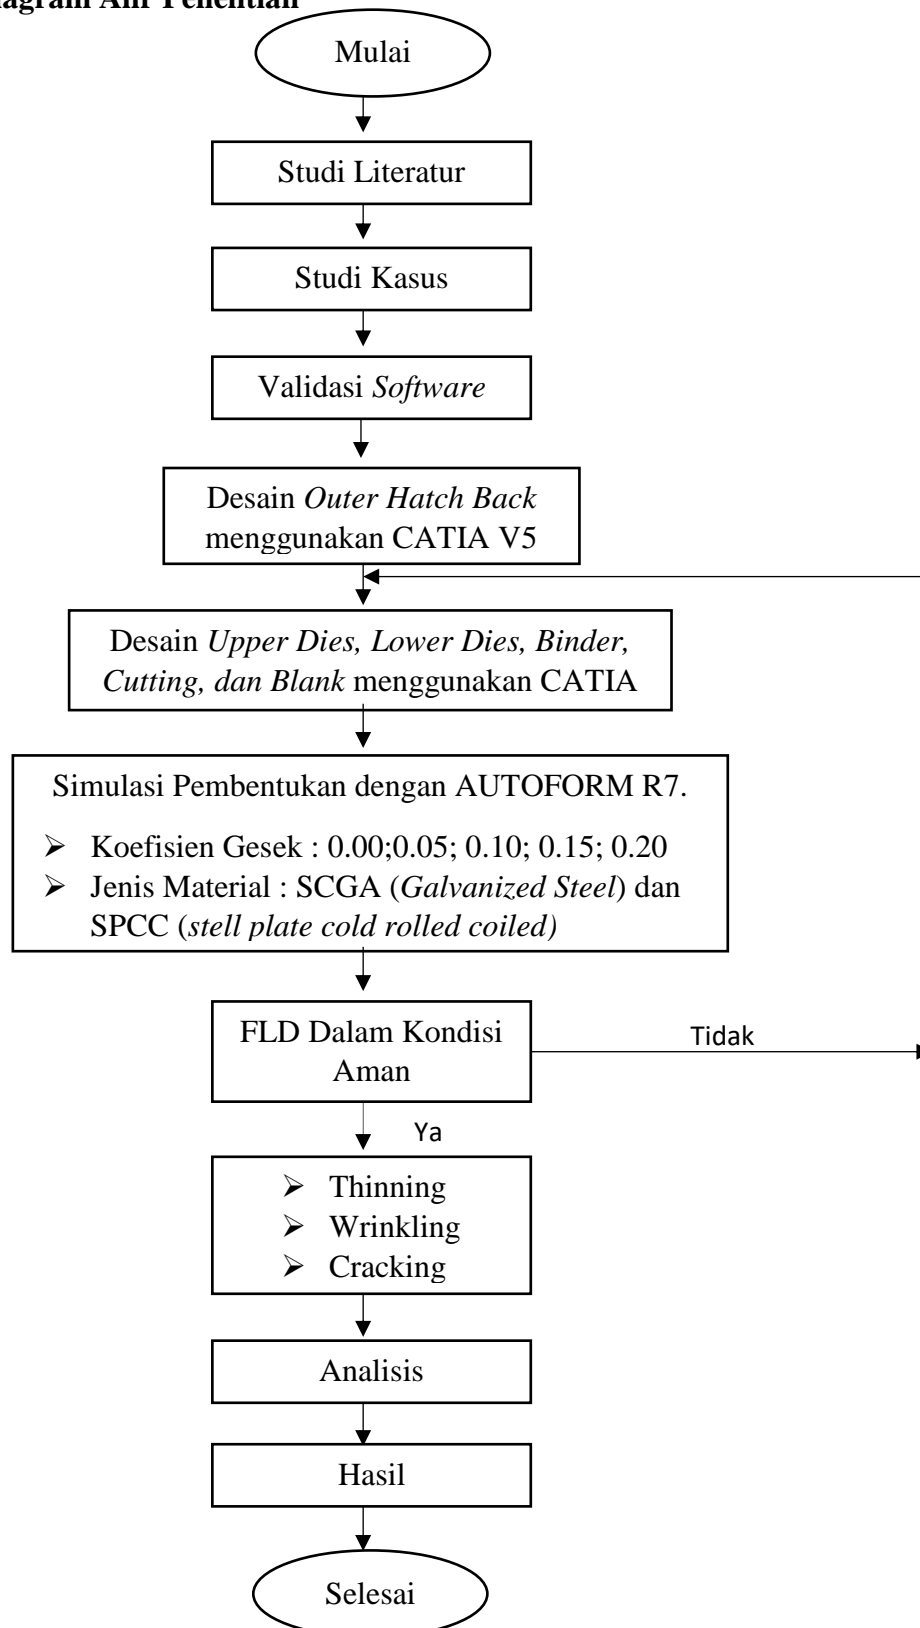 Alir Penelitian
Mulai
Studi Literatur
Studi Kasus
Validasi Software
Desain Outer Hatch Back
menggunakan CATIA V5
Desain Upper Dies, Lower Dies, Binder,
Cutting, dan Blank menggunakan CATIA
Simulasi Pembentukan dengan AUTOFORM R7.
➢ Koefisien Gesek : 0.00;0.05; 0.10; 0.15; 0.20
➢ Jenis Material : SCGA (Galvanized Steel) dan
SPCC (stell plate cold rolled coiled)
FLD Dalam Kondisi
Aman
Tidak
Ya
➢ Thinning
➢ Wrinkling
➢ Cracking
Analisis
Hasil
Selesai